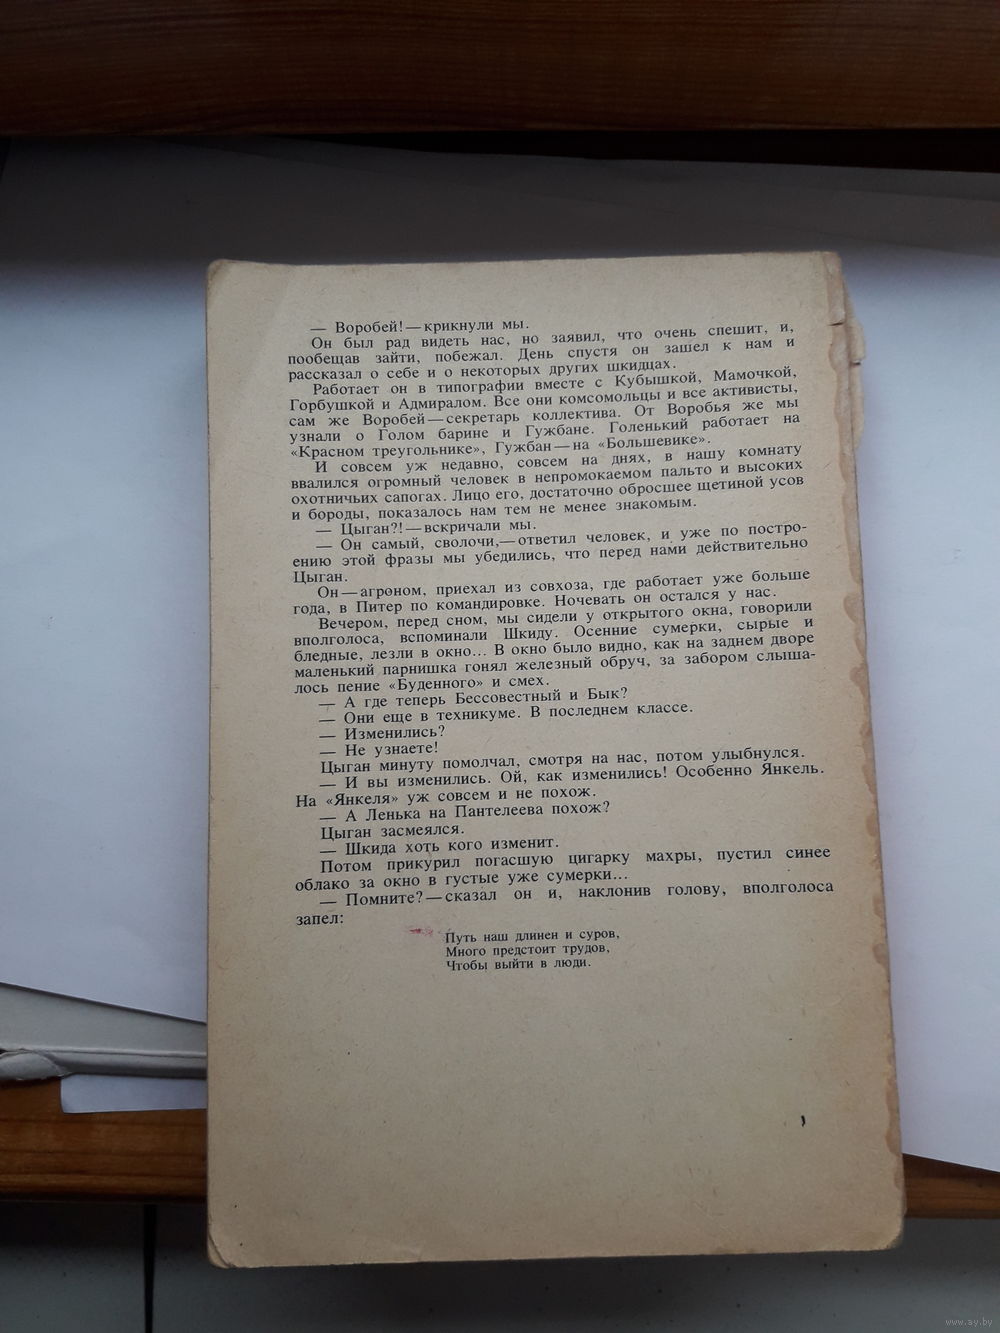 — Воробей! — крикнули мы.
Он был рад видеть нас, но заявил, что очень спешит, и,
пообещав зайти, побежал. День спустя он зашел к нам и
рассказал о себе и о некоторых других шкидцах.
Работает он в типографии вместе с Кубышкой, Мамочкой,
Горбушкой и Адмиралом. Все они комсомольцы и все активисты,
сам же Воробей — секретарь коллектива. От Воробья же мы
узнали о Голом барине и Гужбане. Голенький работает на
«Красном треугольнике», Гужбан — на «Большевике».
И совсем уж недавно, совсем на днях, в нашу комнату
ввалился огромный человек в непромокаемом пальто и высоких
охотничьих сапогах. Лицо его, достаточно обросшее щетиной усов
и бороды, показалось нам тем не менее знакомым.
— Цыган?! — вскричали мы.
— Он самый, сволочи, — ответил человек, и уже по постро-
ению этой фразы мы убедились, что перед нами действительно
Цыган.
Он — агроном, приехал из совхоза, где работает уже больше
года, в Питер по командировке. Ночевать он остался у нас.
Вечером, перед сном, мы сидели у открытого окна, говорили
вполголоса, вспоминали Шкиду. Осенние сумерки, сырые и
бледные, лезли в окно... В окно было видно, как на заднем дворе
маленький парнишка гонял железный обруч, за забором слыша-
лось пение «Буденного» и смех.
— А где теперь Бессовестный и Бык?
— Они еще в техникуме. В последнем классе.
— Изменились?
— Не узнаете!
Цыган минуту помолчал, смотря на нас, потом улыбнулся.
— И вы изменились. Ой, как изменились! Особенно Янкель.
На «Янкеля» уж совсем и не похож.
— А Ленька на Пантелеева похож?
Цыган засмеялся.
— Шкида хоть кого изменит.
Потом прикурил погасшую цигарку махры, пустил синее
облако за окно в густые уже сумерки...
— Помните? — сказал он и, наклонив голову, вполголоса
запел:
Путь наш длинен и суров,
Много предстоит трудов,
Чтобы выйти в люди.
www.ay.by